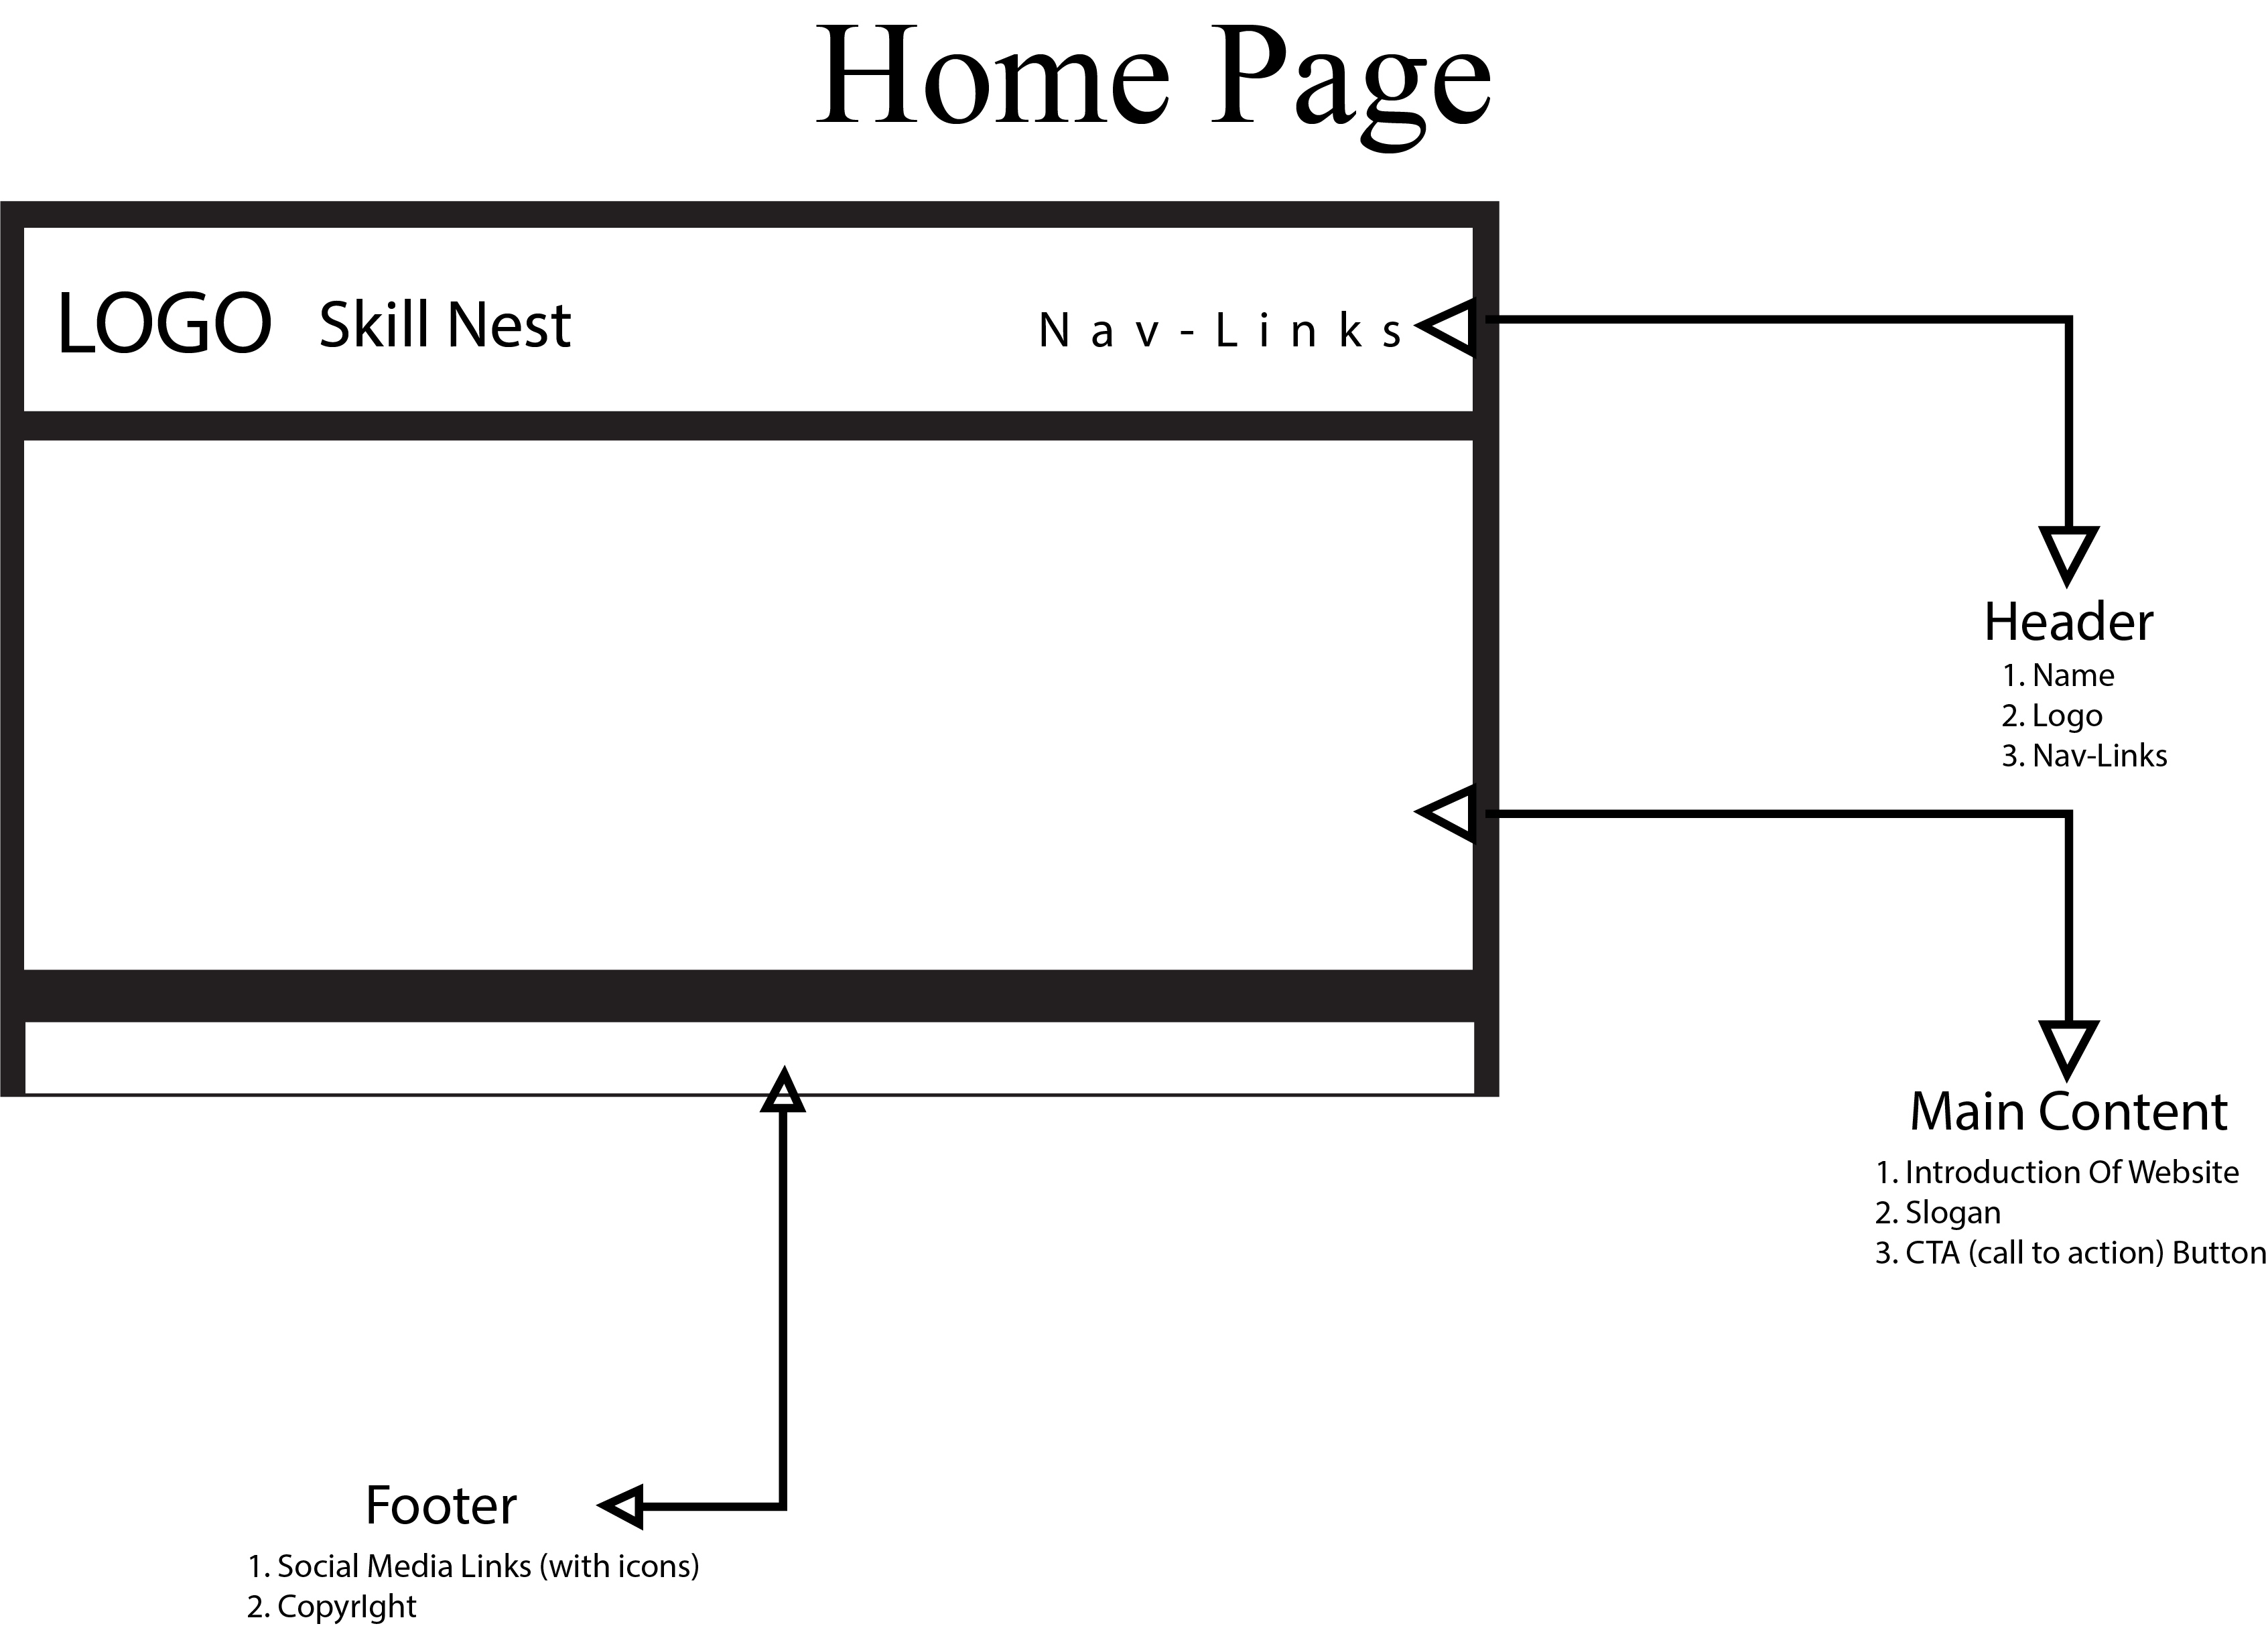 Home Page
LOGO Skill Nest Nav-Links
Header
1. Name
2. Logo
3. Nav-Links
Main Content
1. Introduction Of Website
2. Slogan
3. CTA (call to action) Button
Footer
1. Social Media Links (with icons)
2. CopyrIght